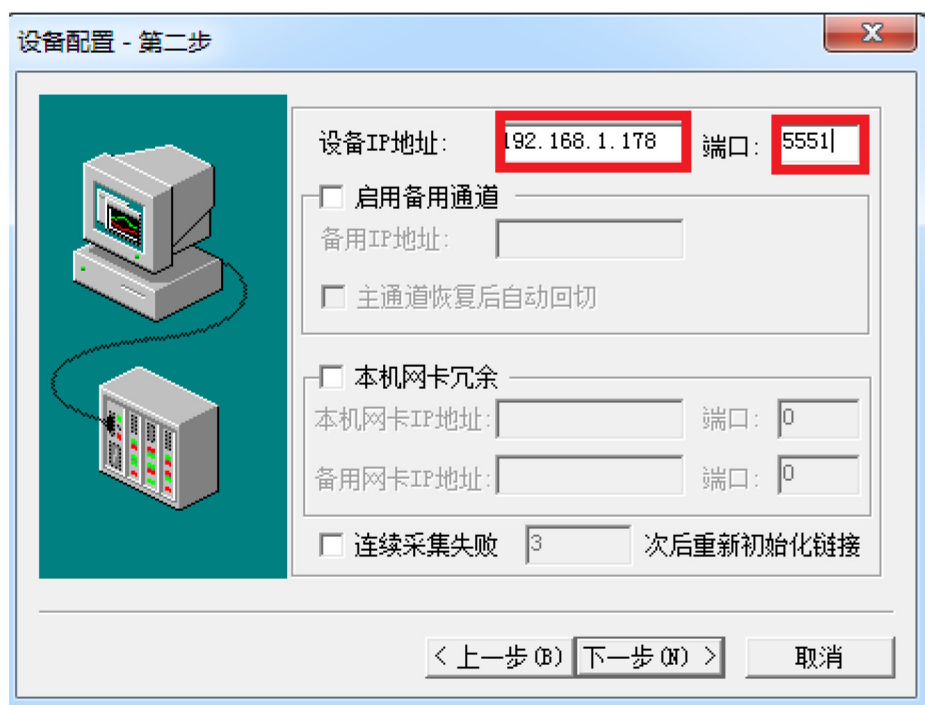 设备配置 - 第二步
设备IP地址: 192.168.1.178 端口: 5551
启用备用通道
备用IP地址:
主通道恢复后自动回切
本机网卡冗余
本机网卡IP地址: 端口: 0
备用网卡IP地址: 端口: 0
连续采集失败 3 次后重新初始化链接
< 上一步(B) 下一步(N) > 取消